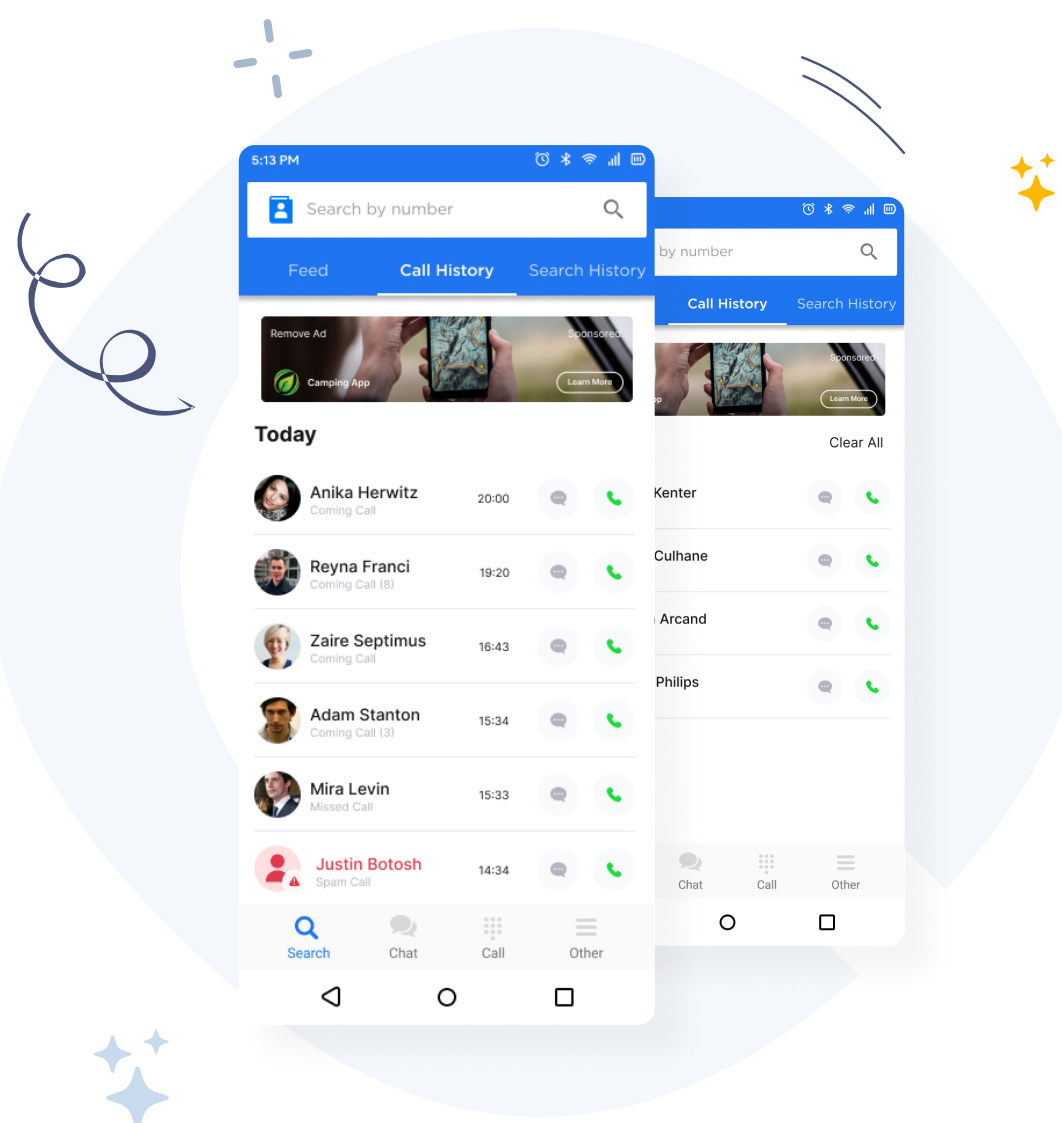 5:13 PM
Search by number
Feed
Call History
Search History
Remove Ad
Sponsored
Camping App
Learn More
Today
Anika Herwitz
Coming Call
20:00
Reyna Franci
Coming Call (8)
19:20
Zaire Septimus
Coming Call
16:43
Adam Stanton
Coming Call (3)
15:34
Mira Levin
Missed Call
15:33
Justin Botosh
Spam Call
14:34
Search
Chat
Call
Other
by number
Call History
Search History
Sponsored
Learn More
Clear All
Kenter
Culhane
Arcand
Philips
Chat
Call
Other